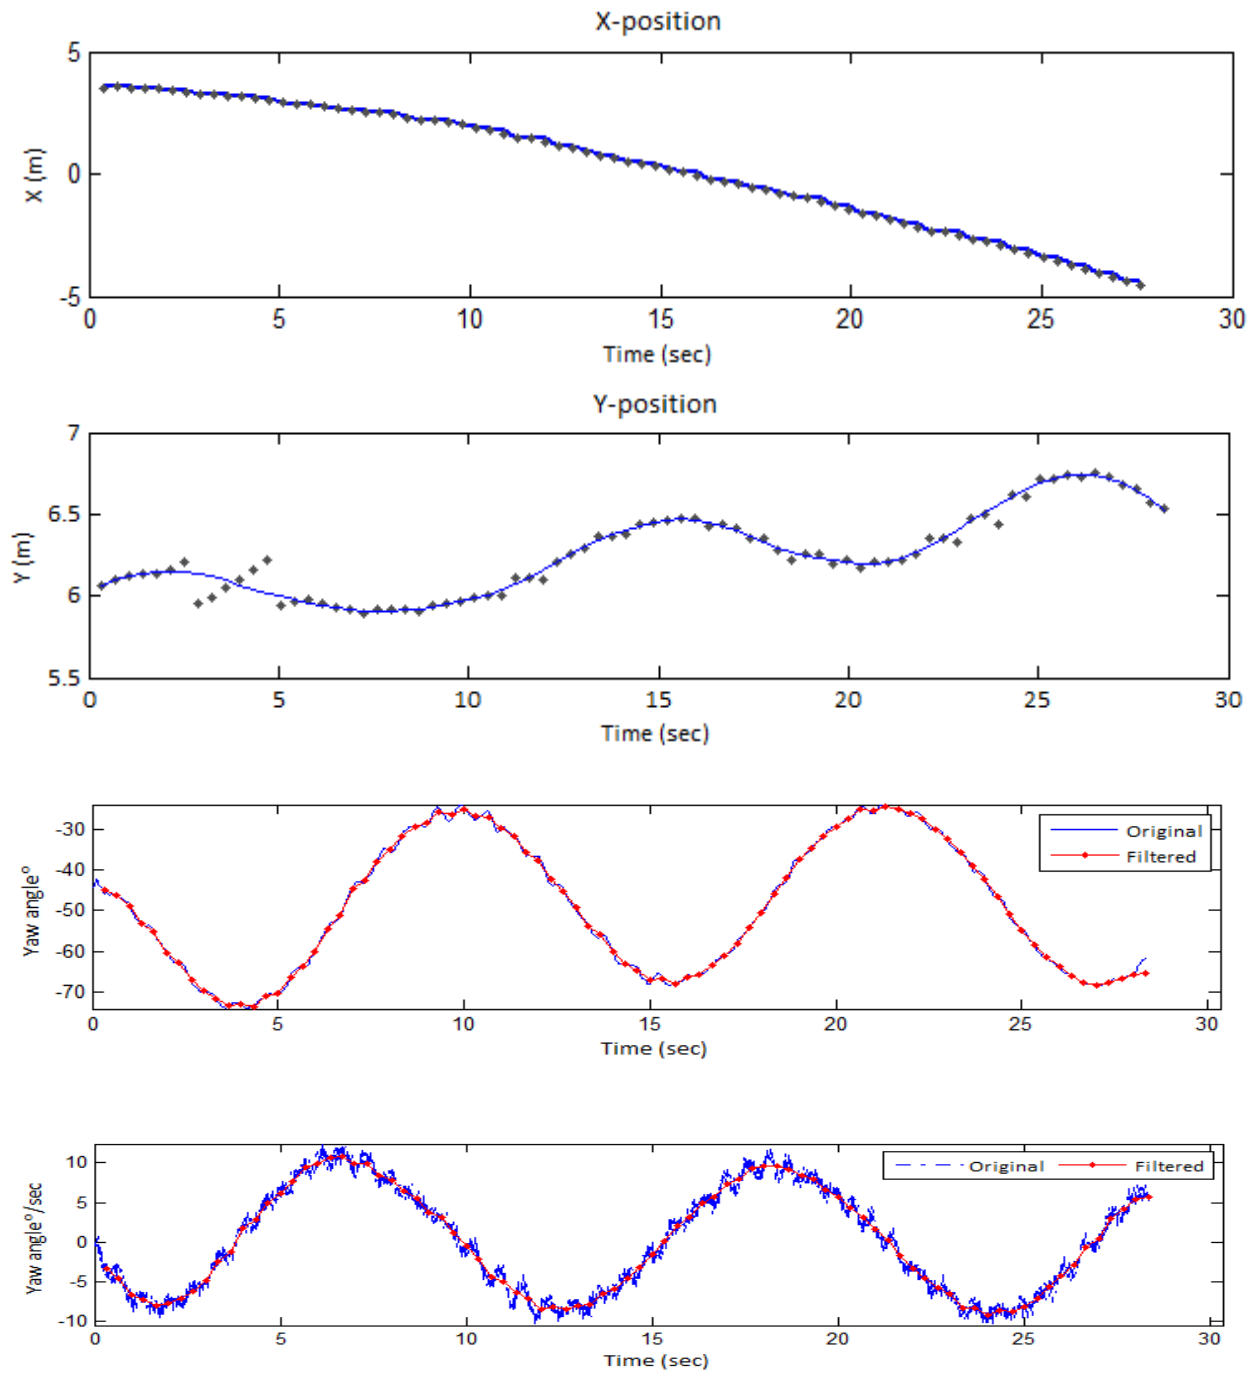 X-position
5
0
-5
X (m)
0 5 10 15 20 25 30
Time (sec)
Y-position
7
6.5
6
5.5
Y (m)
0 5 10 15 20 25 30
Time (sec)
-30
-40
-50
-60
-70
Yaw angleº
Original
Filtered
0 5 10 15 20 25 30
Time (sec)
10
5
0
-5
-10
Yaw angleº/sec
Original Filtered
0 5 10 15 20 25 30
Time (sec)